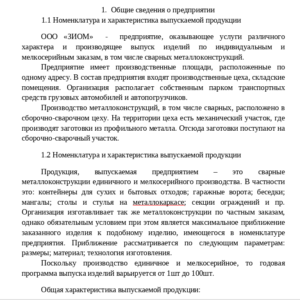 1. Общие сведения о предприятии
1.1 Номенклатура и характеристика выпускаемой продукции
ООО «ЗИОМ» - предприятие, оказывающее услуги различного
характера и производящее выпуск изделий по индивидуальным и
мелкосерийным заказам, в том числе сварных металлоконструкций.
Предприятие имеет производственные площади, расположенные по
одному адресу. В состав предприятия входят производственные цеха, складские
помещения. Организация располагает собственным парком транспортных
средств грузовых автомобилей и автопогрузчиков.
Производство металлоконструкций, в том числе сварных, расположено в
сборочно-сварочном цеху. На территории цеха есть механический участок, где
производят заготовки из профильного металла. Отсюда заготовки поступают на
сборочно-сварочный участок.
1.2 Номенклатура и характеристика выпускаемой продукции
Продукция, выпускаемая предприятием – это сварные
металлоконструкции единичного и мелкосерийного производства. В частности
это: контейнеры для сухих и бытовых отходов; гаражные ворота; беседки;
мангалы; столы и стулья на металлокаркасе; секции ограждений и пр.
Организация изготавливает так же металлоконструкции по частным заказам,
однако обязательным условием при этом является максимальное приближение
заказанного изделия к подобному изделию, имеющегося в номенклатуре
предприятия. Приближение рассматривается по следующим параметрам:
размеры; материал; технология изготовления.
Поскольку производство единичное и мелкосерийное, то годовая
программа выпуска изделий варьируется от 1шт до 100шт.
Общая характеристика выпускаемой продукции: